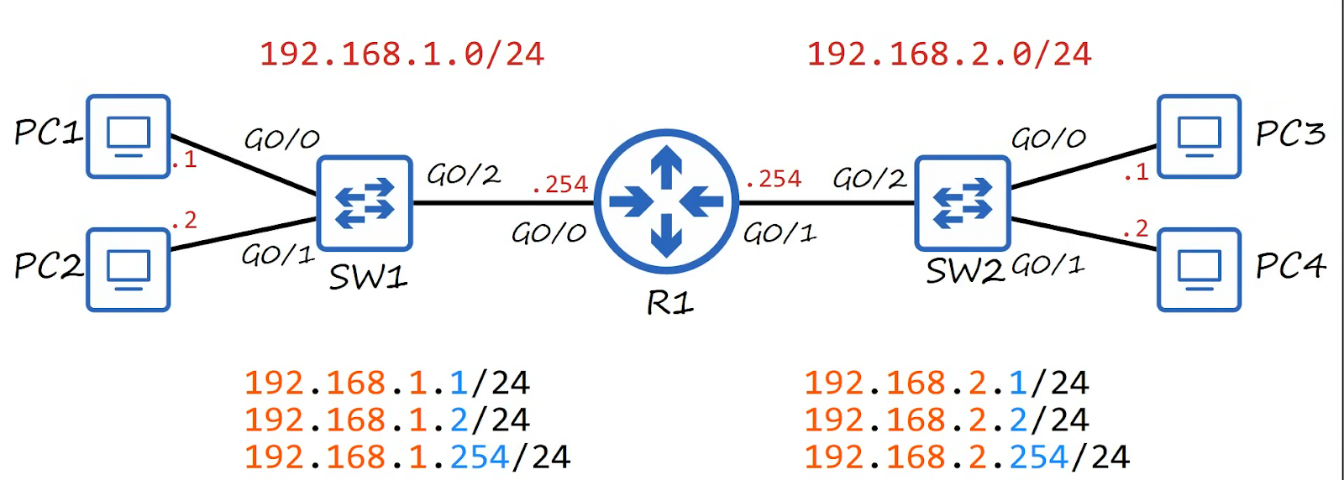 192.168.1.0/24
192.168.2.0/24
PC1
.1
G0/0
G0/0
.1
PC3
G0/2
.254
.254
G0/2
.2
.2
PC2
G0/1
SW1
G0/0
R1
G0/1
SW2
G0/1
PC4
192.168.1.1/24
192.168.1.2/24
192.168.1.254/24
192.168.2.1/24
192.168.2.2/24
192.168.2.254/24